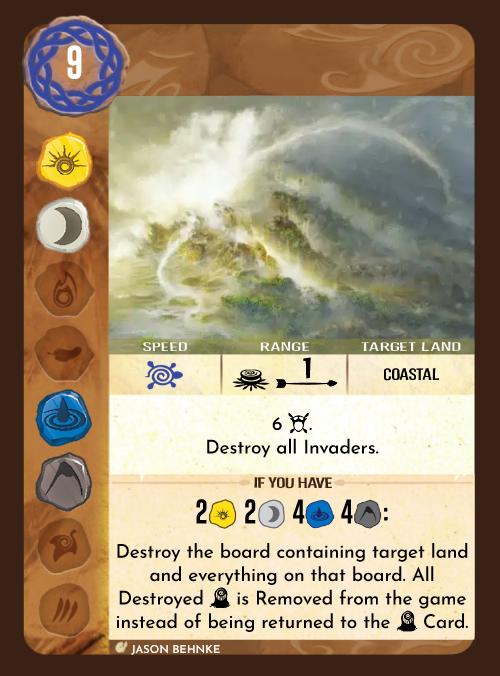 9
SPEED RANGE TARGET LAND
1 COASTAL
6 .
Destroy all Invaders.
IF YOU HAVE
2 2 4 4 :
Destroy the board containing target land
and everything on that board. All
Destroyed is Removed from the game
instead of being returned to the Card.
JASON BEHNKE